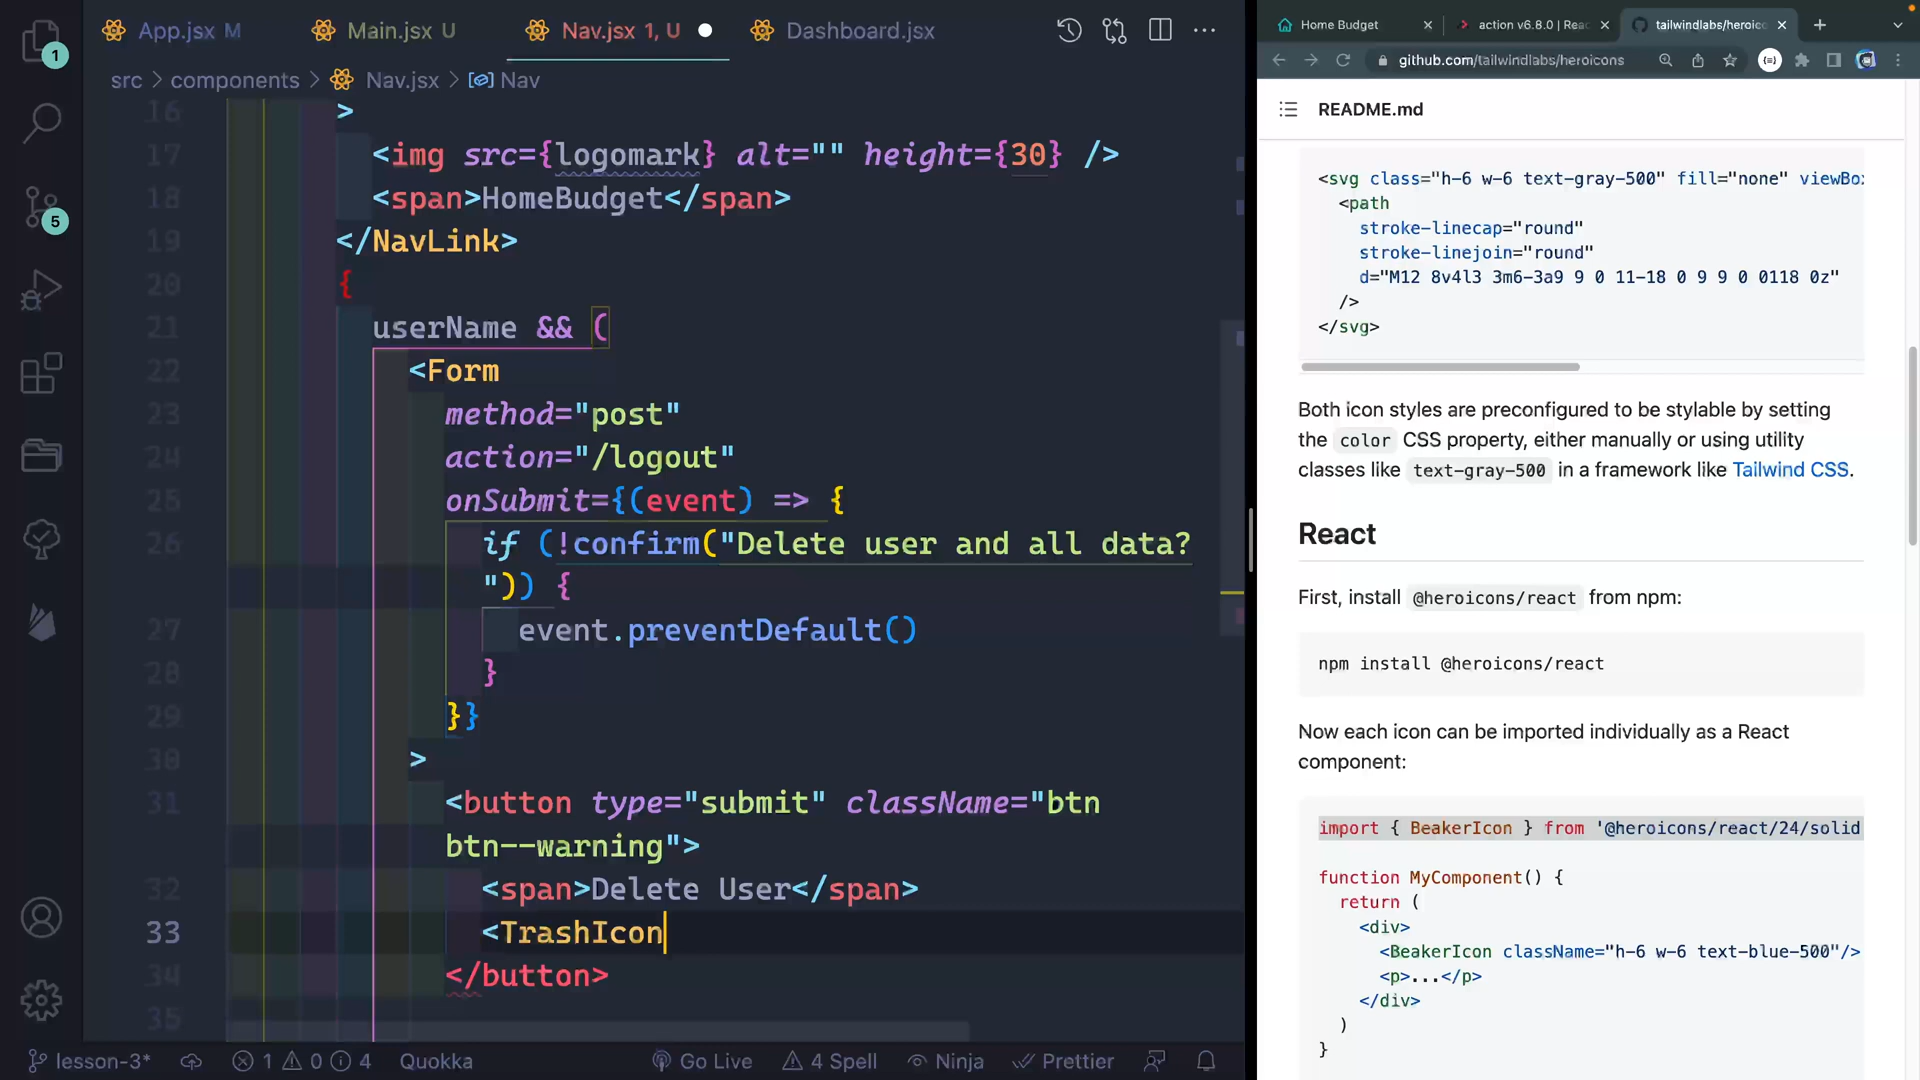 App.jsx M
Main.jsx U
Nav.jsx 1, U
Dashboard.jsx
src > components > Nav.jsx > Nav
16 >
17 <img src={logomark} alt="" height={30} />
18 <span>HomeBudget</span>
19 </NavLink>
20 {
21 userName && (
22 <Form
23 method="post"
24 action="/logout"
25 onSubmit={(event) => {
26 if (!confirm("Delete user and all data?
")) {
27 event.preventDefault()
28 }
29 }}
30 >
31 <button type="submit" className="btn
btn--warning">
32 <span>Delete User</span>
33 <TrashIcon
34 </button>
35
1
5
lesson-3*
1 0 4
Quokka
Go Live
4 Spell
Ninja
Prettier
Home Budget
action v6.8.0 | Rea
tailwindlabs/heroic
github.com/tailwindlabs/heroicons
README.md
<svg class="h-6 w-6 text-gray-500" fill="none" viewBo
<path
stroke-linecap="round"
stroke-linejoin="round"
d="M12 8v4l3 3m6-3a9 9 0 11-18 0 9 9 0 0118 0z"
/>
</svg>
Both icon styles are preconfigured to be stylable by setting
the color CSS property, either manually or using utility
classes like text-gray-500 in a framework like Tailwind CSS.
React
First, install @heroicons/react from npm:
npm install @heroicons/react
Now each icon can be imported individually as a React
component:
import { BeakerIcon } from '@heroicons/react/24/solid
function MyComponent() {
return (
<div>
<BeakerIcon className="h-6 w-6 text-blue-500"/>
<p>...</p>
</div>
)
}